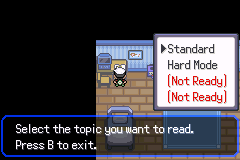 Standard
Hard Mode
(Not Ready)
(Not Ready)
Select the topic you want to read.
Press B to exit.